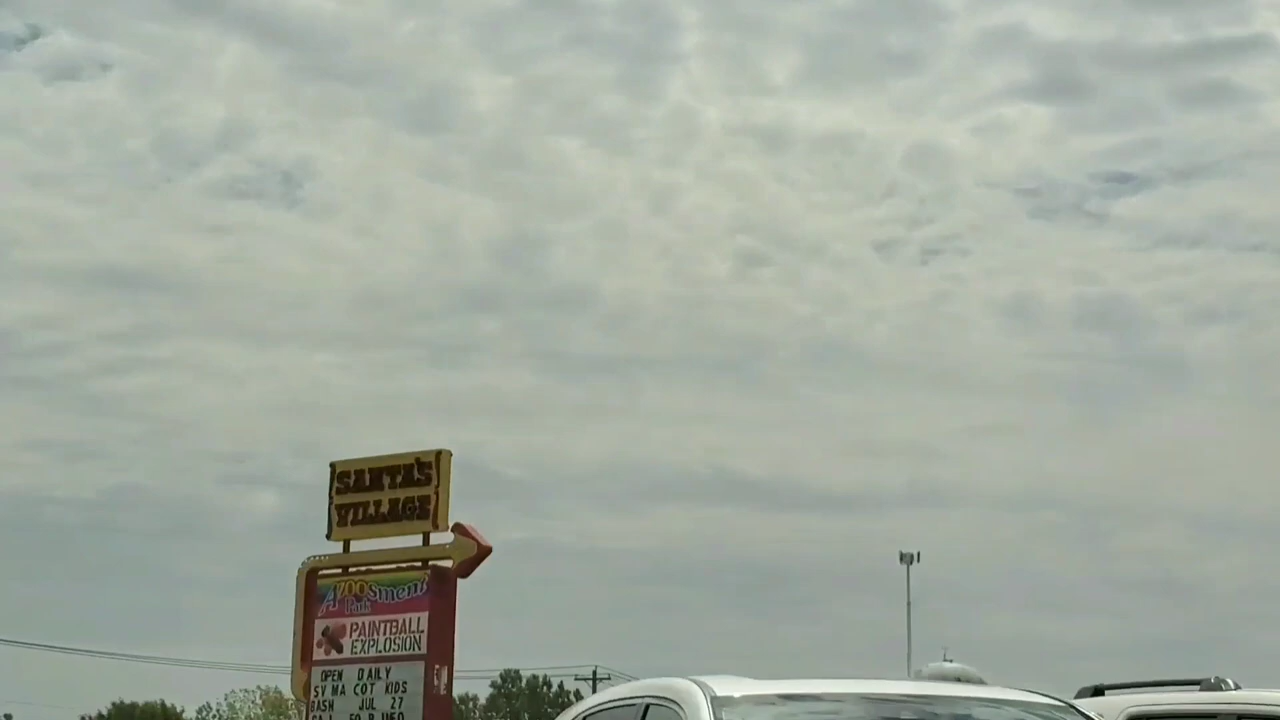 SANTA'S
VILLAGE
AZOOSment
Park
PAINTBALL
EXPLOSION
OPEN DAILY
SV MA COT KIDS
BASH JUL 27